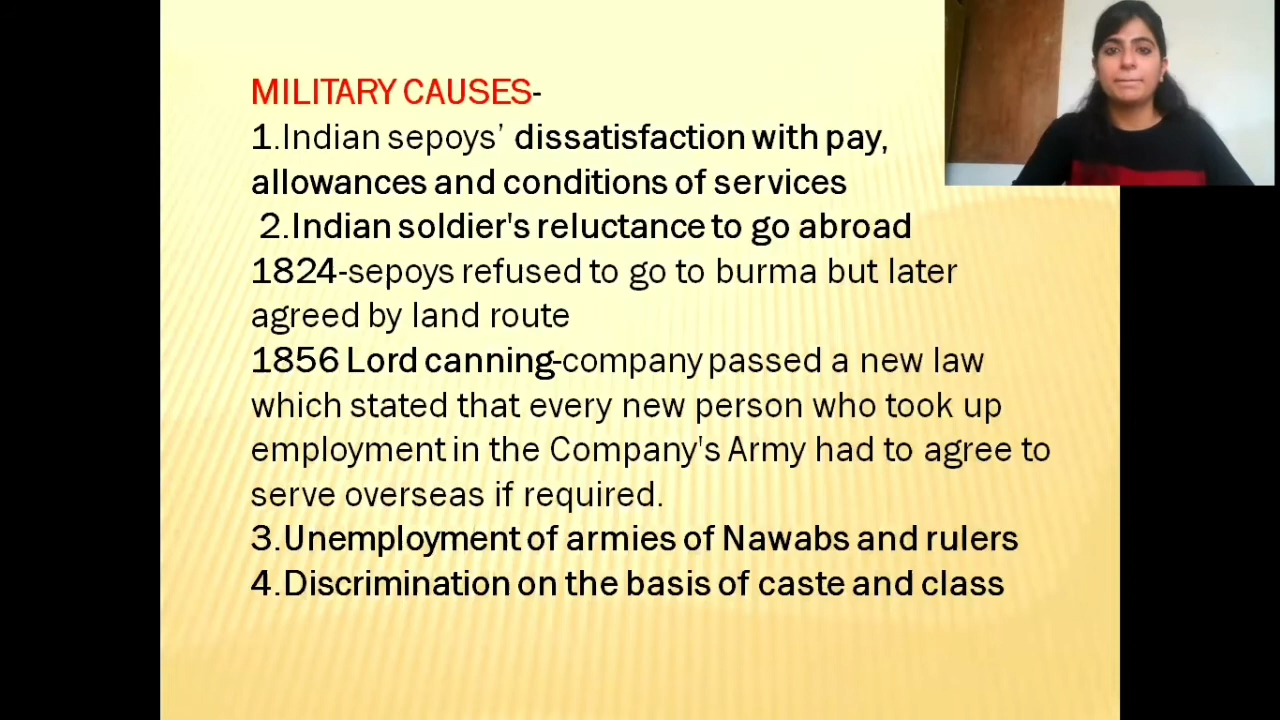 MILITARY CAUSES-
1.Indian sepoys’ dissatisfaction with pay,
allowances and conditions of services
2.Indian soldier's reluctance to go abroad
1824-sepoys refused to go to burma but later
agreed by land route
1856 Lord canning-company passed a new law
which stated that every new person who took up
employment in the Company's Army had to agree to
serve overseas if required.
3.Unemployment of armies of Nawabs and rulers
4.Discrimination on the basis of caste and class